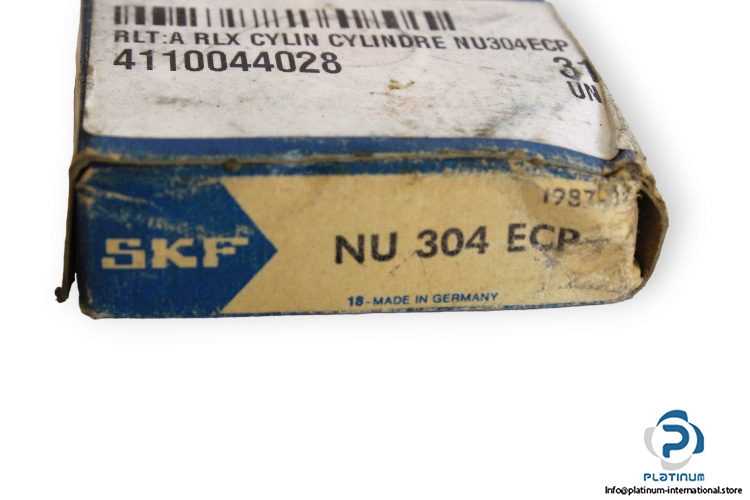 RLT:A RLX CYLIN CYLINDRE NU304ECP
4110044028
31
UN
SKF
NU 304 ECP
18-MADE IN GERMANY
PLATINUM
Info@platinum-international.store